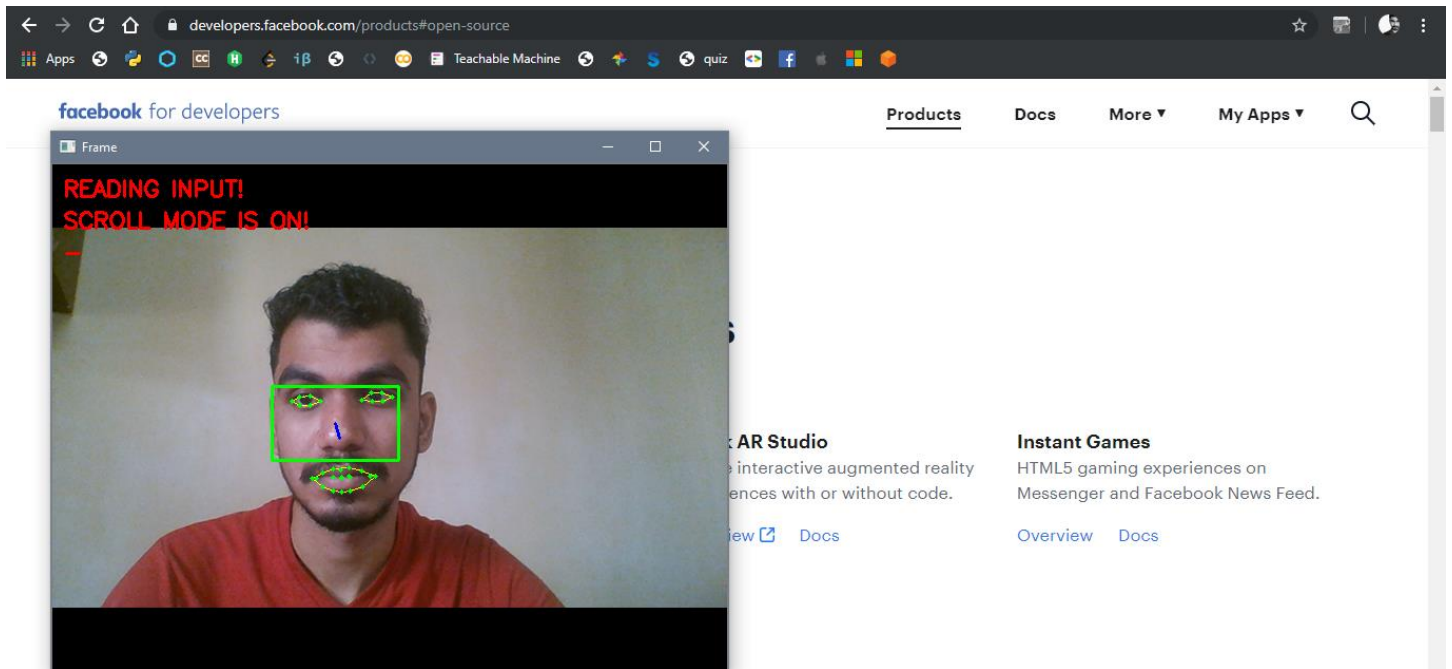 developers.facebook.com/products#open-source
Apps
CC
H
iβ
Teachable Machine
S
quiz
facebook for developers
Products
Docs
More
My Apps
Frame
READING INPUT!
SCROLL MODE IS ON!
AR Studio
interactive augmented reality
ences with or without code.
iew
Docs
Instant Games
HTML5 gaming experiences on
Messenger and Facebook News Feed.
Overview
Docs